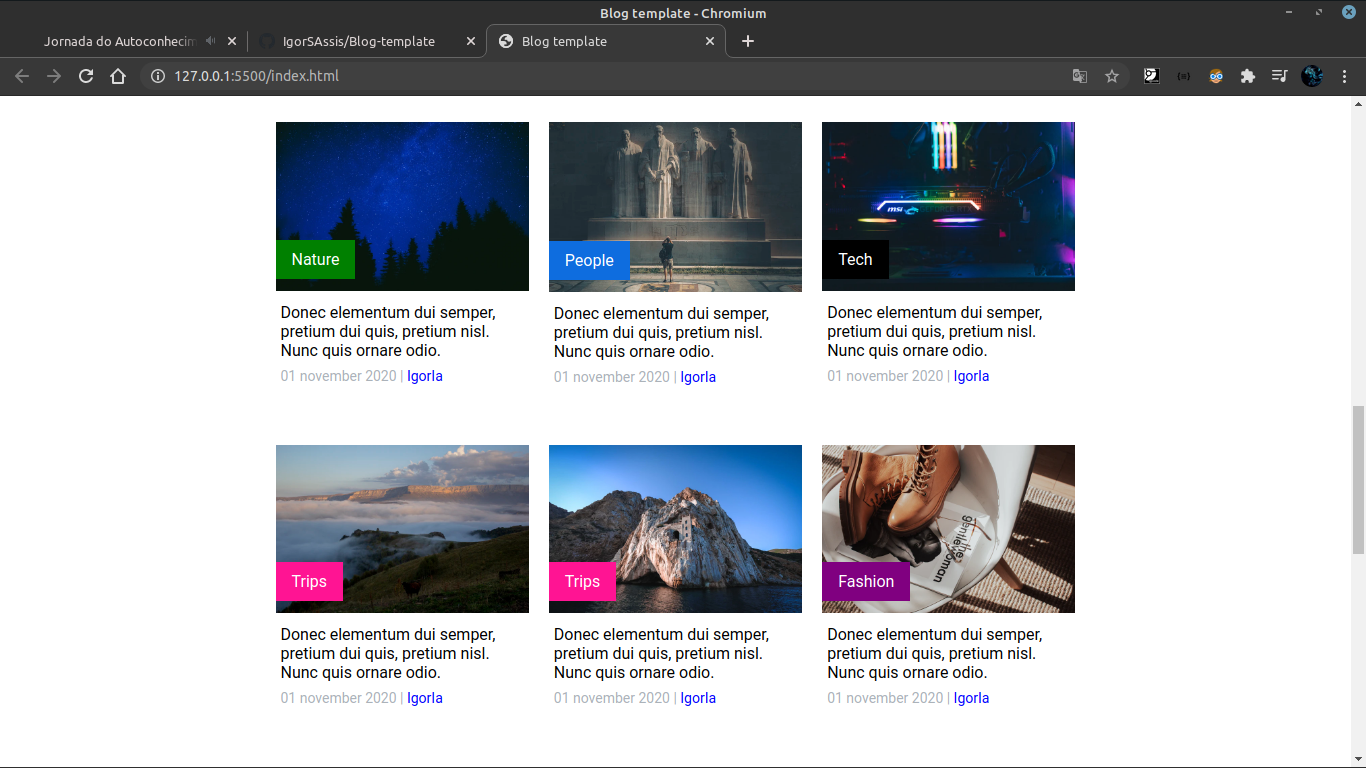 Blog template - Chromium
Jornada do Autoconhecim
IgorSAssis/Blog-template
Blog template
127.0.0.1:5500/index.html
Nature
People
msi
Tech
Donec elementum dui semper,
pretium dui quis, pretium nisl.
Nunc quis ornare odio.
01 november 2020 | Igorla
Donec elementum dui semper,
pretium dui quis, pretium nisl.
Nunc quis ornare odio.
01 november 2020 | Igorla
Donec elementum dui semper,
pretium dui quis, pretium nisl.
Nunc quis ornare odio.
01 november 2020 | Igorla
Trips
Trips
the
gentlewoman
Fashion
Donec elementum dui semper,
pretium dui quis, pretium nisl.
Nunc quis ornare odio.
01 november 2020 | Igorla
Donec elementum dui semper,
pretium dui quis, pretium nisl.
Nunc quis ornare odio.
01 november 2020 | Igorla
Donec elementum dui semper,
pretium dui quis, pretium nisl.
Nunc quis ornare odio.
01 november 2020 | Igorla